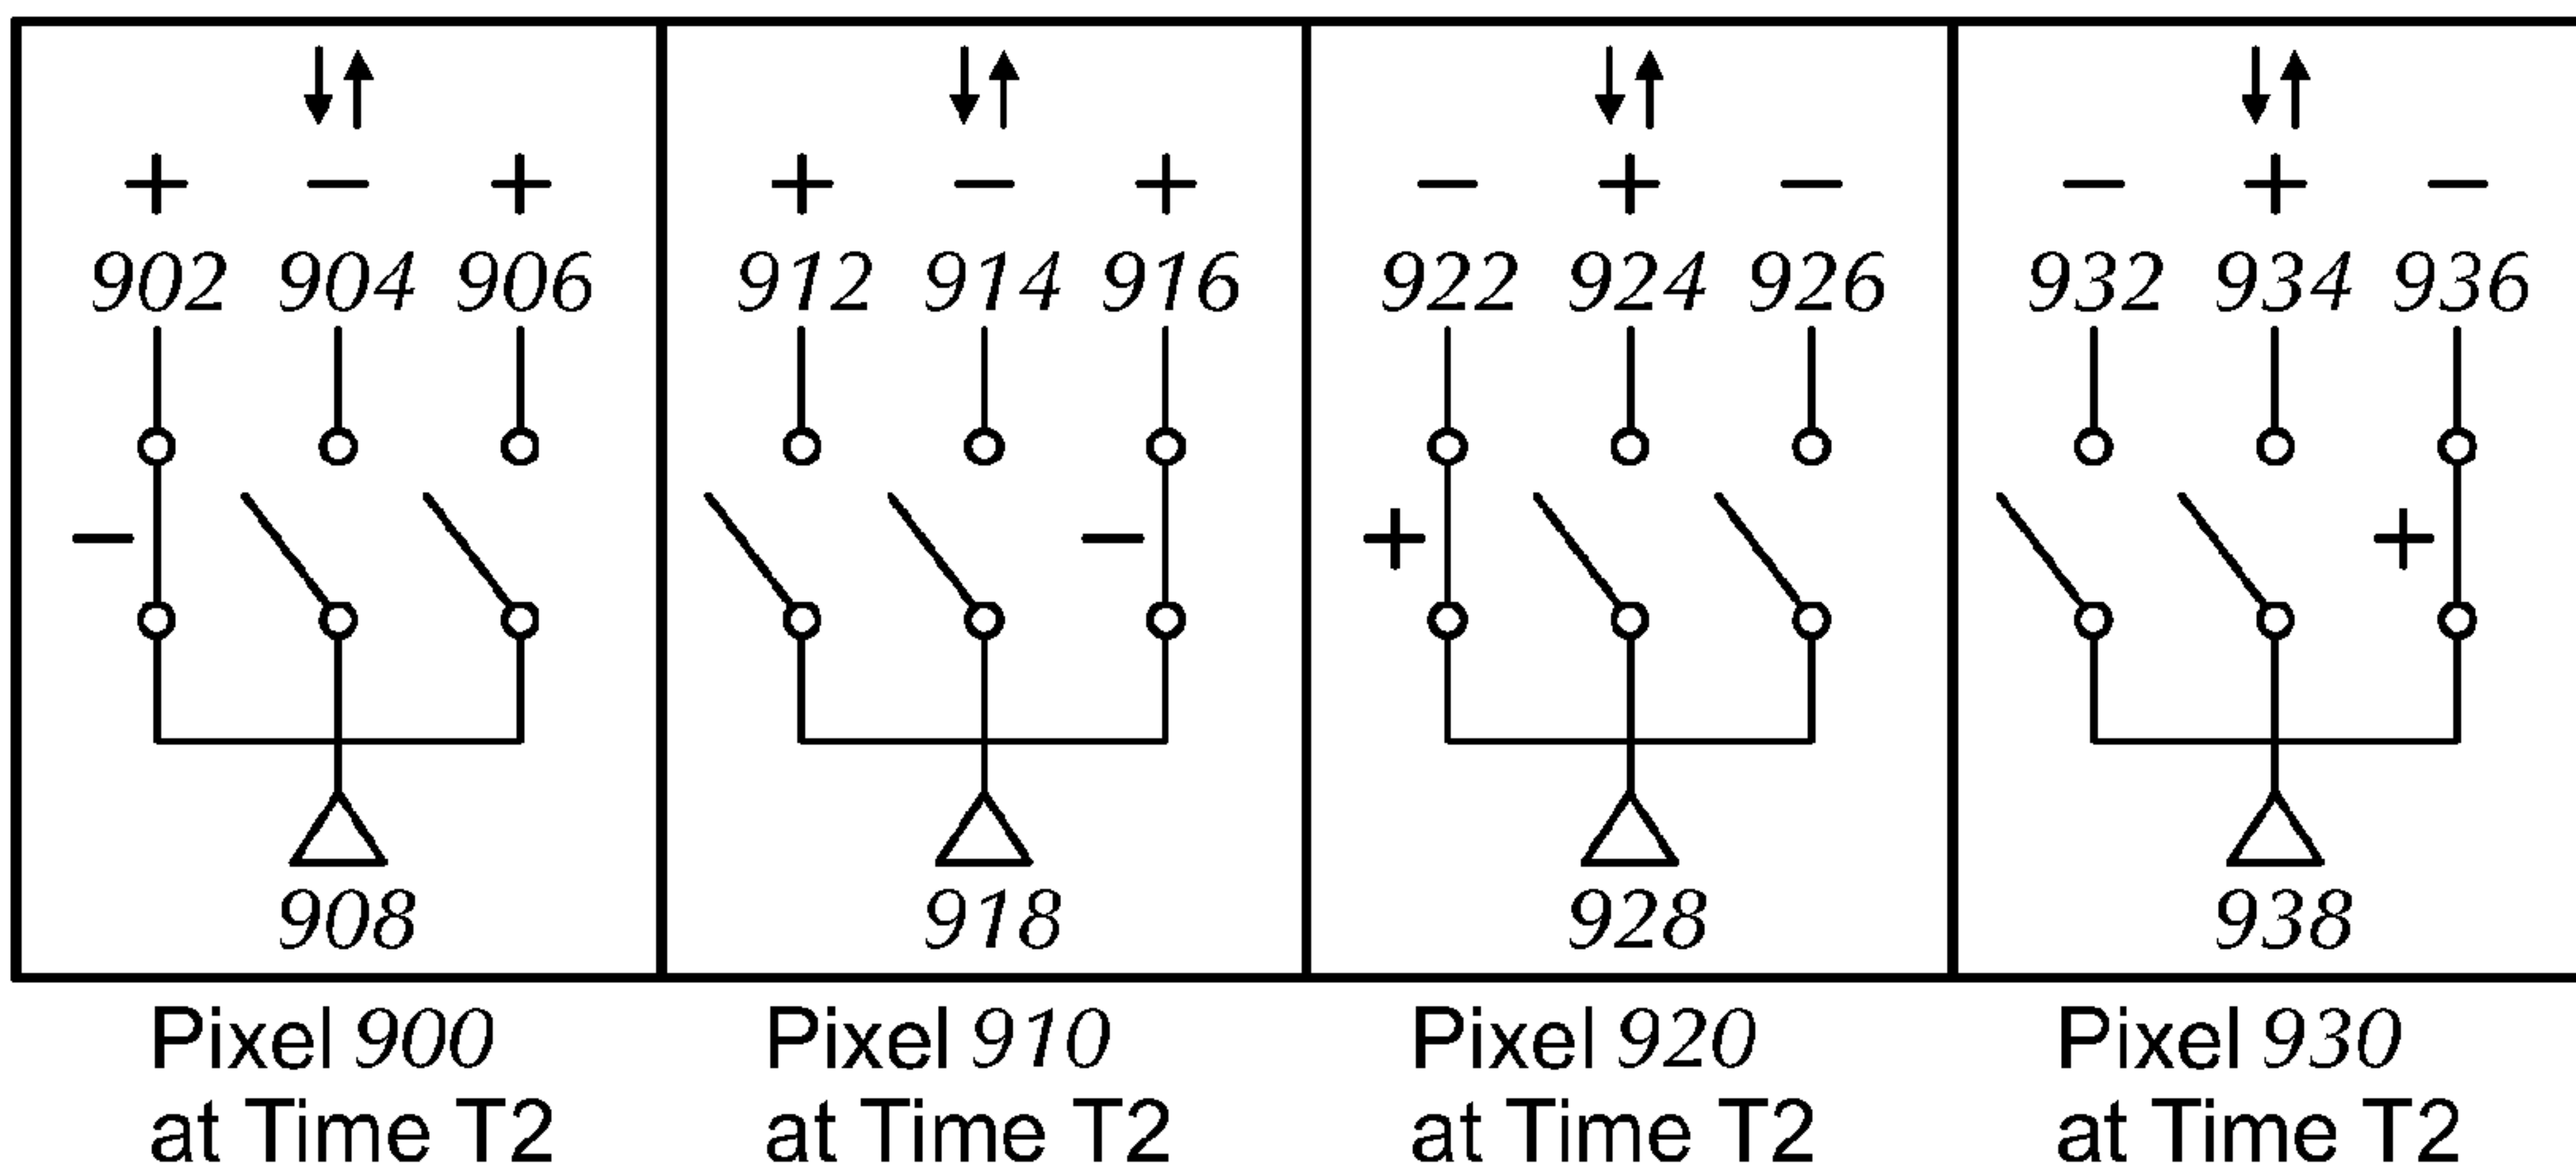 + − + + − + − + − − + −
902 904 906 912 914 916 922 924 926 932 934 936
− − + +
908 918 928 938
Pixel 900 Pixel 910 Pixel 920 Pixel 930
at Time T2 at Time T2 at Time T2 at Time T2